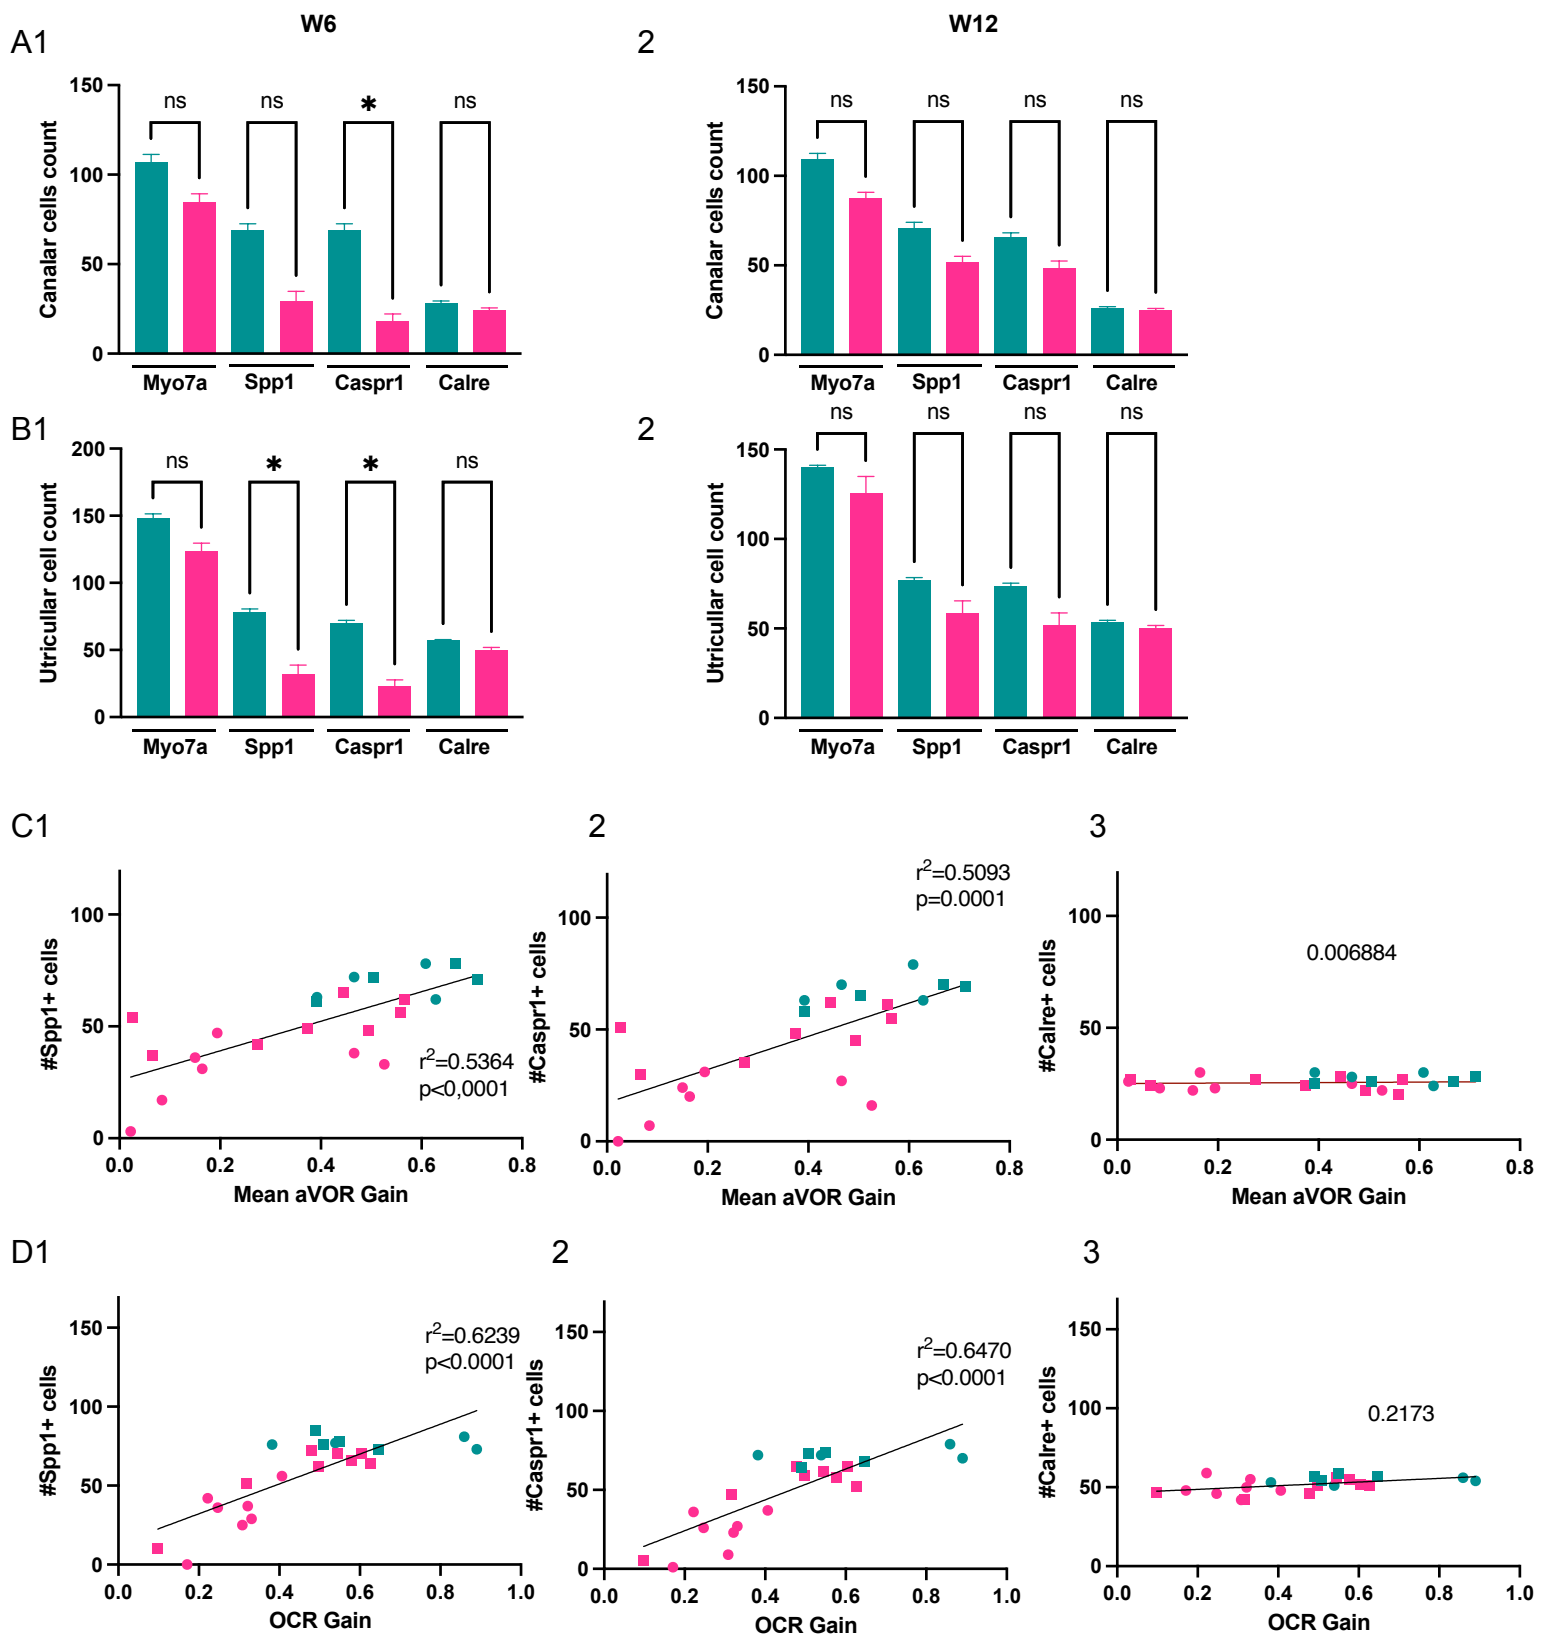 W6
W12
A1
2
150
100
50
0
Canalar cells count
ns
ns
*
ns
Myo7a
Spp1
Caspr1
Calre
150
100
50
0
Canalar cells count
ns
ns
ns
ns
Myo7a
Spp1
Caspr1
Calre
B1
2
200
150
100
50
0
Utricullar cell count
ns
*
*
ns
Myo7a
Spp1
Caspr1
Calre
150
100
50
0
Utricullar cell count
ns
ns
ns
ns
Myo7a
Spp1
Caspr1
Calre
C1
2
3
100
50
0
#Spp1+ cells
r²=0.5364
p<0,0001
0.0
0.2
0.4
0.6
0.8
Mean aVOR Gain
100
50
0
#Caspr1+ cells
r²=0.5093
p=0.0001
0.0
0.2
0.4
0.6
0.8
Mean aVOR Gain
100
50
0
#Calre+ cells
0.006884
0.0
0.2
0.4
0.6
0.8
Mean aVOR Gain
D1
2
3
150
100
50
0
#Spp1+ cells
r²=0.6239
p<0.0001
0.0
0.2
0.4
0.6
0.8
1.0
OCR Gain
150
100
50
0
#Caspr1+ cells
r²=0.6470
p<0.0001
0.0
0.2
0.4
0.6
0.8
1.0
OCR Gain
150
100
50
0
#Calre+ cells
0.2173
0.0
0.2
0.4
0.6
0.8
1.0
OCR Gain